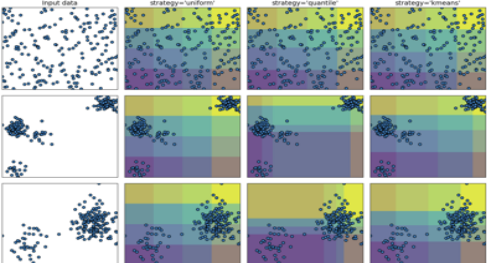 Input data
strategy='uniform'
strategy='quantile'
strategy='kmeans'